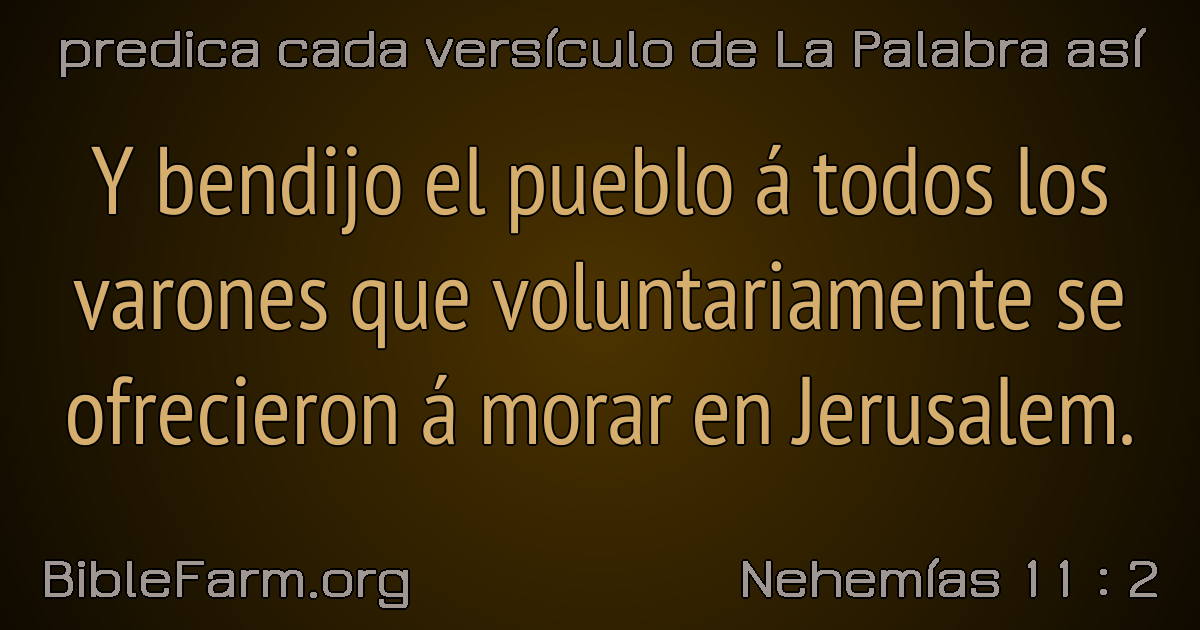 predica cada versículo de La Palabra así
Y bendijo el pueblo á todos los
varones que voluntariamente se
ofrecieron á morar en Jerusalem.
BibleFarm.org
Nehemías 11 : 2